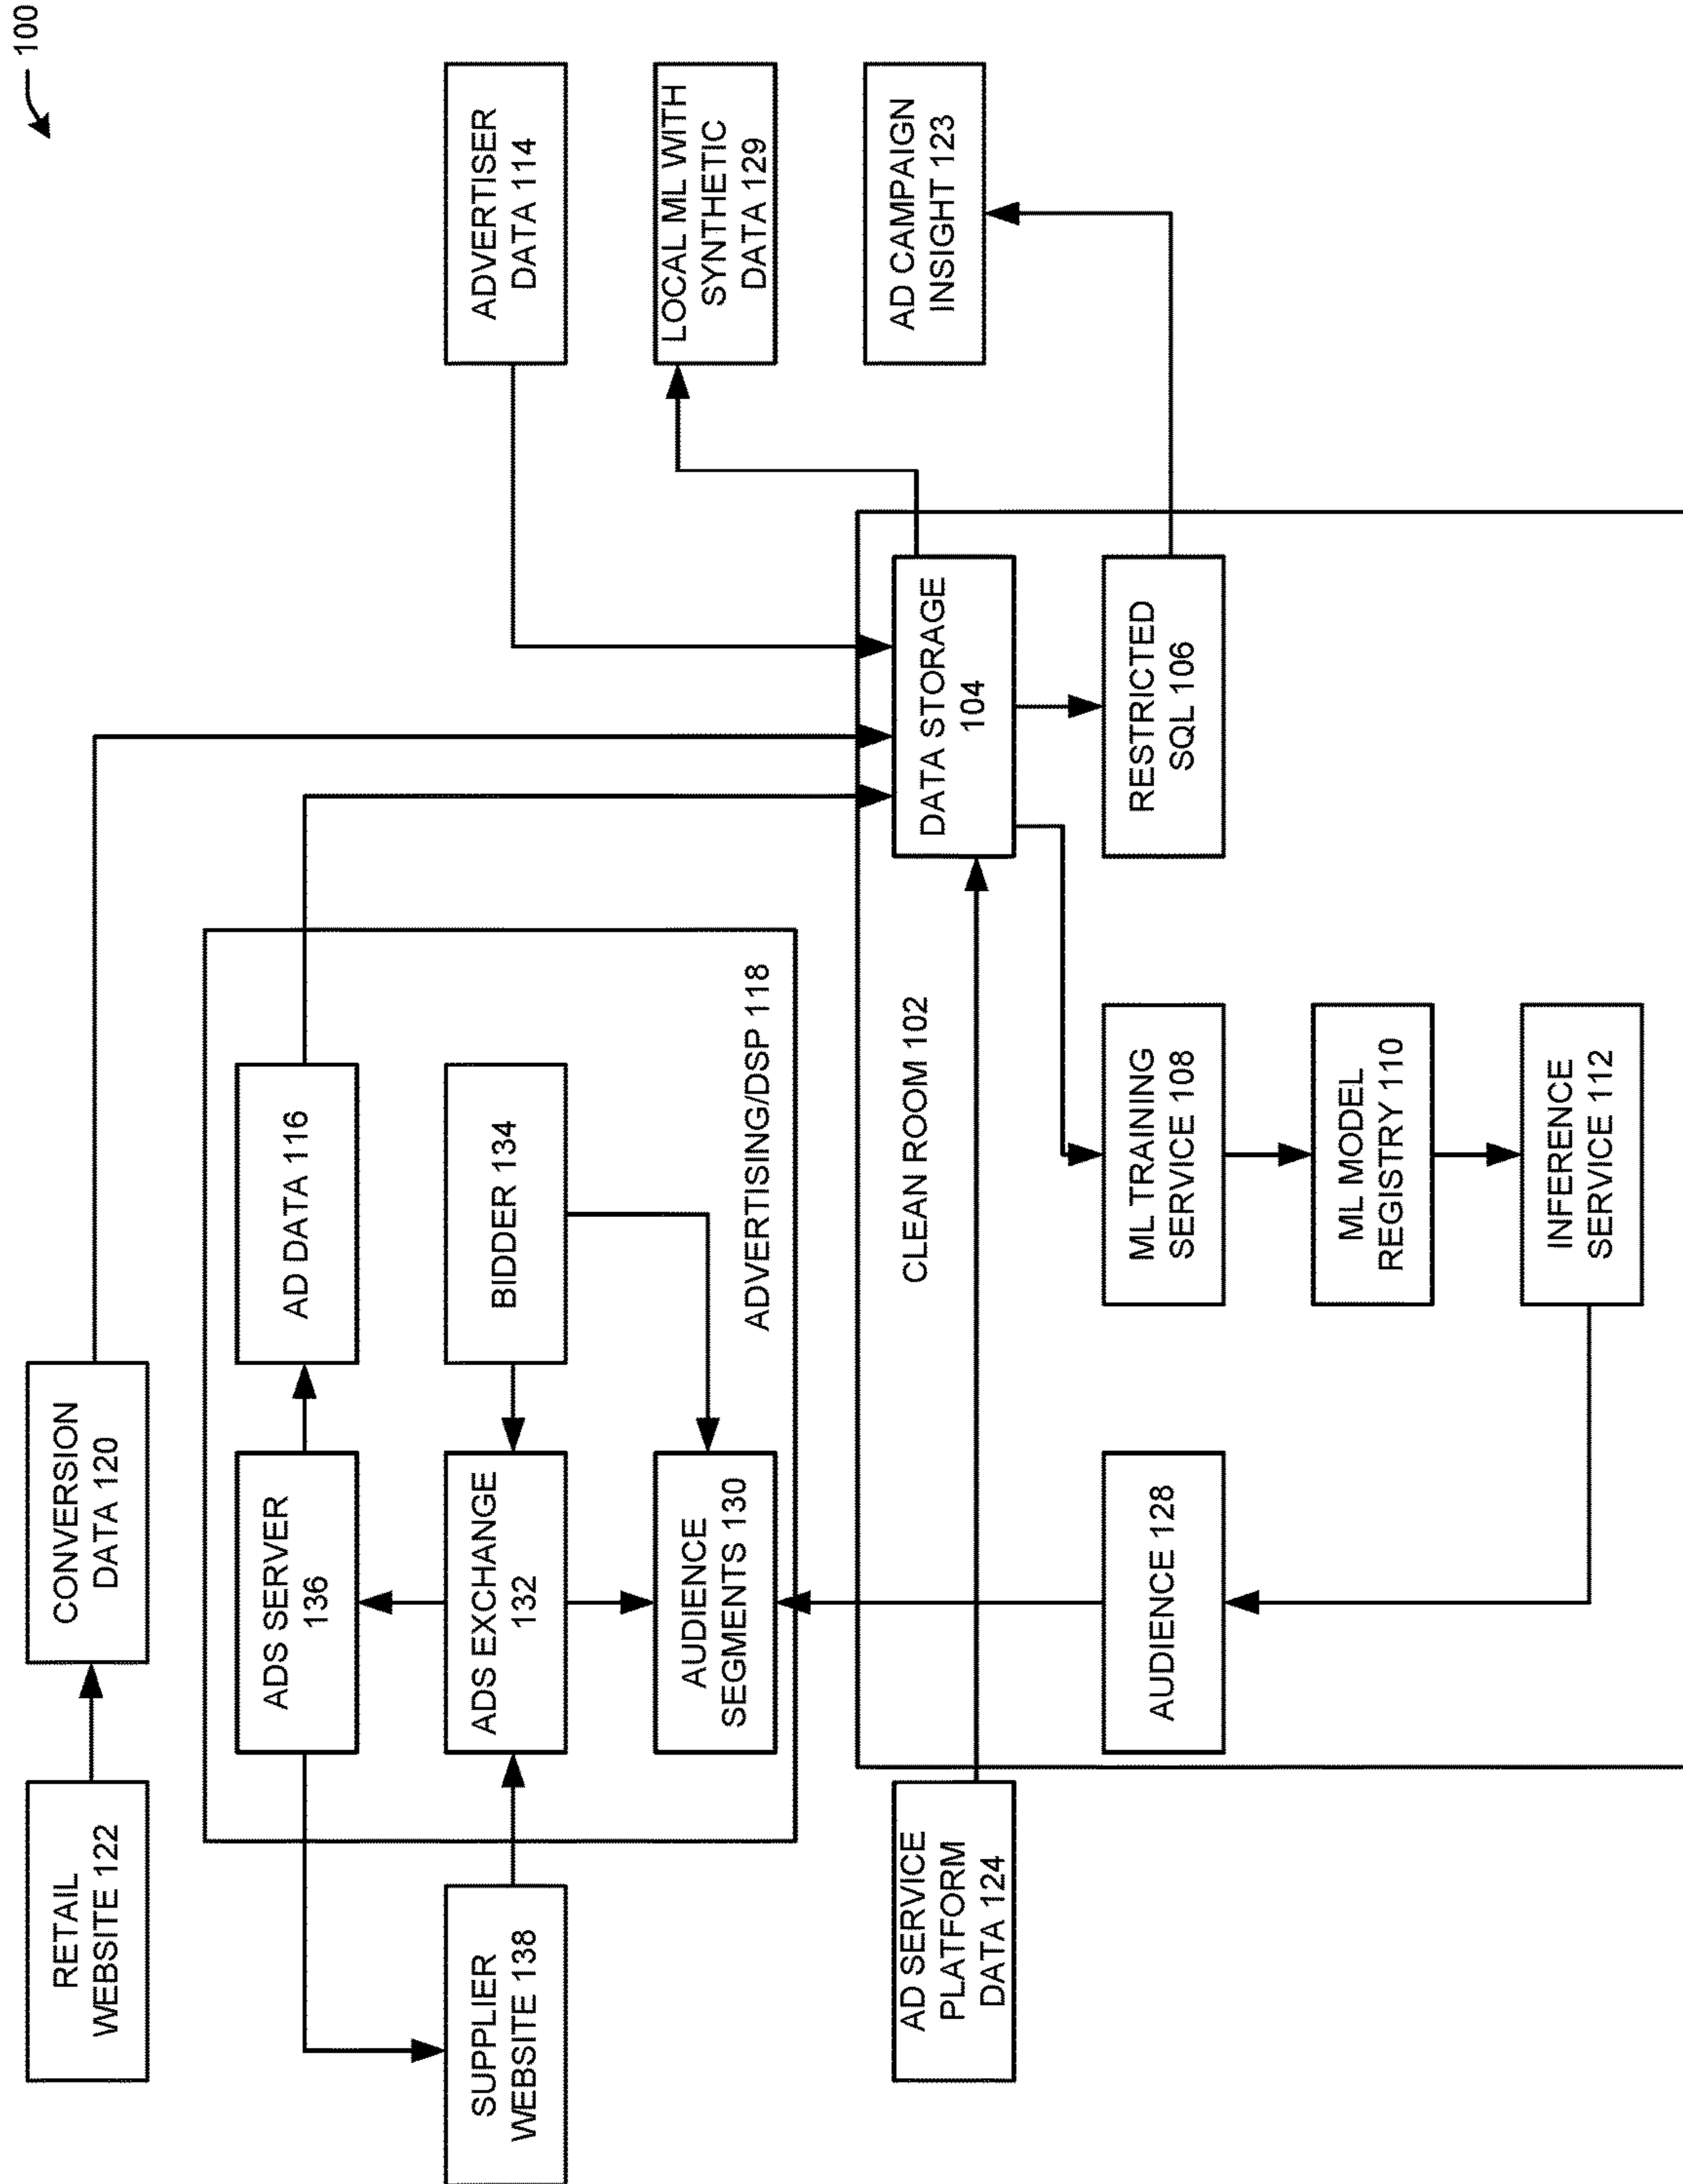 100
RETAIL
WEBSITE 122
CONVERSION
DATA 120
SUPPLIER
WEBSITE 138
ADS SERVER
136
AD DATA 116
ADS EXCHANGE
132
BIDDER 134
AUDIENCE
SEGMENTS 130
ADVERTISING/DSP 118
ADVERTISER
DATA 114
LOCAL ML WITH
SYNTHETIC
DATA 129
AD CAMPAIGN
INSIGHT 123
AD SERVICE
PLATFORM
DATA 124
CLEAN ROOM 102
DATA STORAGE
104
AUDIENCE 128
ML TRAINING
SERVICE 108
RESTRICTED
SQL 106
ML MODEL
REGISTRY 110
INFERENCE
SERVICE 112